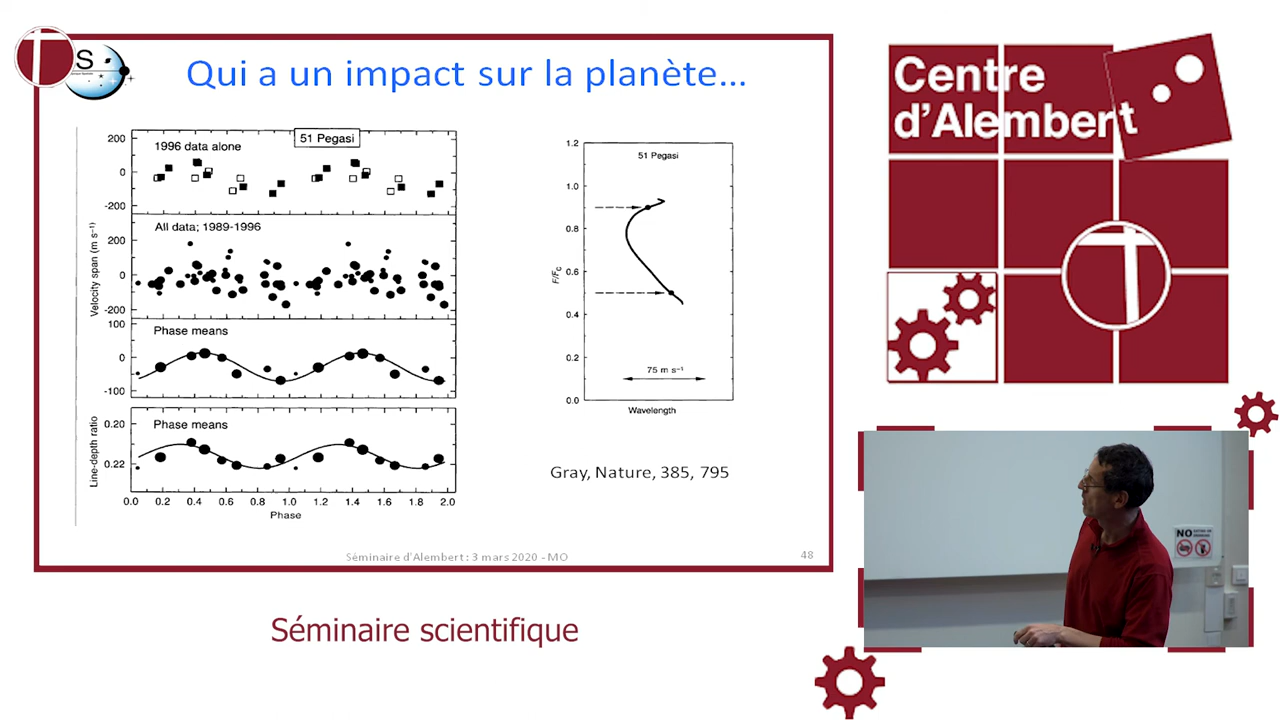 S
Qui a un impact sur la planète...
51 Pegasi
1996 data alone
200
0
-200
All data; 1989-1996
200
0
-200
Velocity span (m s⁻¹)
Phase means
100
0
-100
Phase means
0.20
0.22
Line-depth ratio
0.0 0.2 0.4 0.6 0.8 1.0 1.2 1.4 1.6 1.8 2.0
Phase
51 Pegasi
1.2
1.0
0.8
0.6
0.4
0.2
0.0
F/Fc
75 m s⁻¹
Wavelength
Gray, Nature, 385, 795
Séminaire d'Alembert : 3 mars 2020 - MO
48
Séminaire scientifique
Centre
d'Alembert
NO